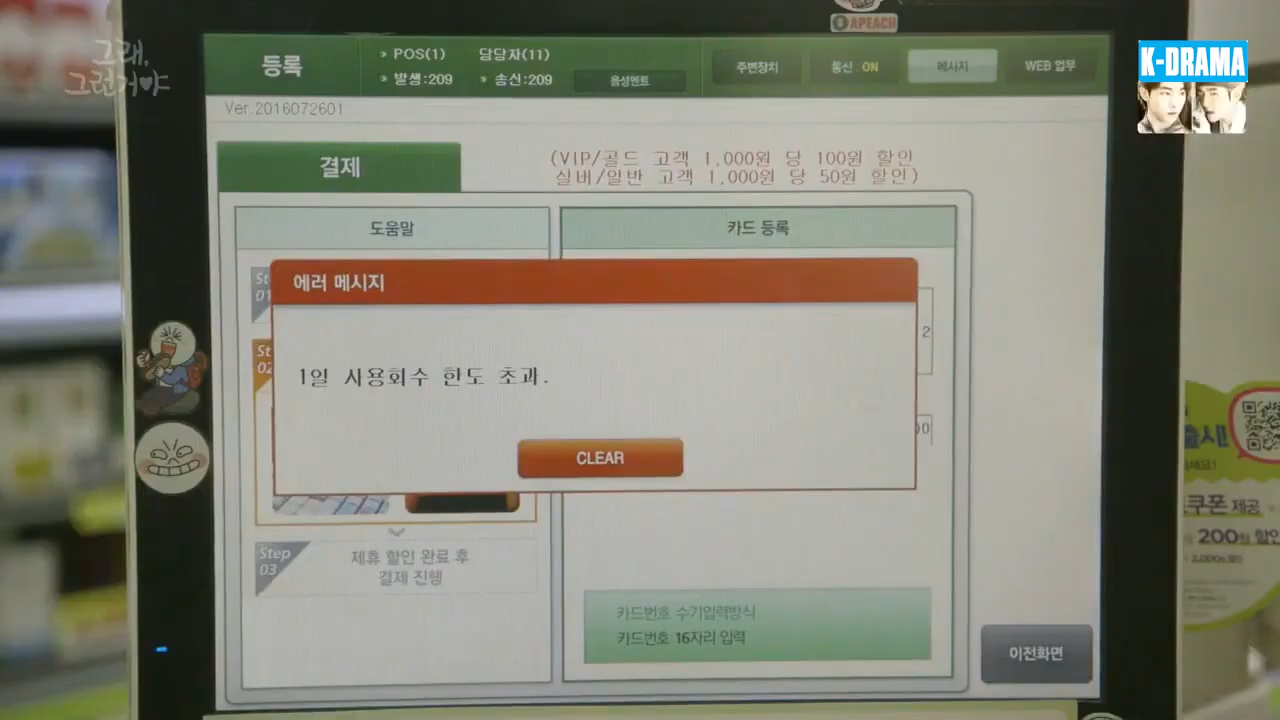 그래,
그런거야
APEACH
K-DRAMA
등록
POS(1) 담당자(11)
발생:209 송신:209
음성멘트
주변장치
통신 ON
메시지
WEB 업무
Ver.2016072601
결제
(VIP/골드 고객 1,000원 당 100원 할인
실버/일반 고객 1,000원 당 50원 할인)
도움말
카드 등록
에러 메시지
1일 사용회수 한도 초과.
CLEAR
Step
03
제휴 할인 완료 후
결제 진행
카드번호 수기입력방식
카드번호 16자리 입력
이전화면
쿠폰 제공
200원 할인